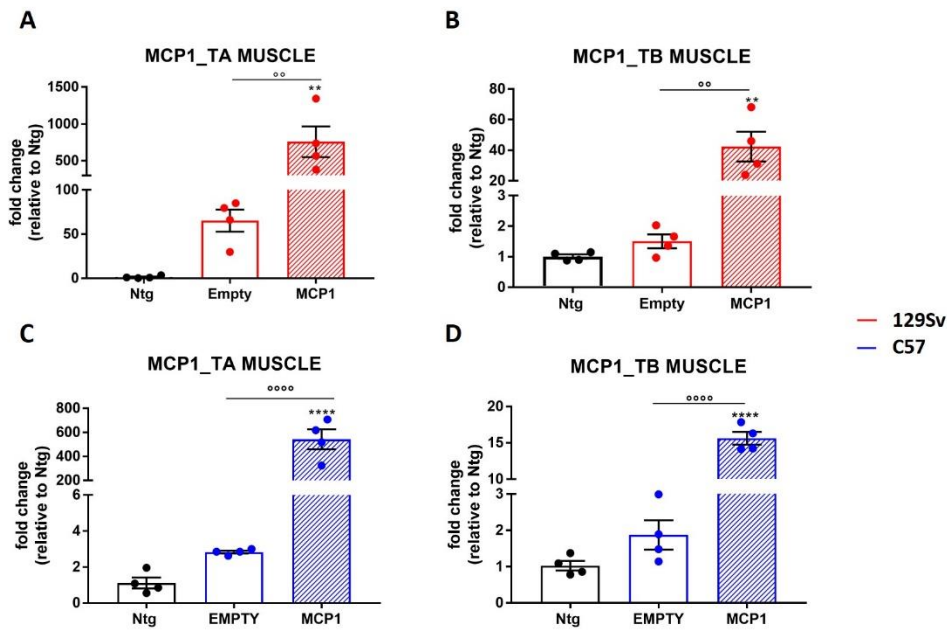 A
MCP1_TA MUSCLE
°°
**
fold change
(relative to Ntg)
1500
1000
500
100
50
0
Ntg Empty MCP1
B
MCP1_TB MUSCLE
°°
**
fold change
(relative to Ntg)
80
60
40
20
3
2
1
0
Ntg Empty MCP1
129Sv
C57
C
MCP1_TA MUSCLE
°°°°
****
fold change
(relative to Ntg)
800
600
400
200
6
4
2
0
Ntg EMPTY MCP1
D
MCP1_TB MUSCLE
°°°°
****
fold change
(relative to Ntg)
20
15
10
3
2
1
0
Ntg EMPTY MCP1